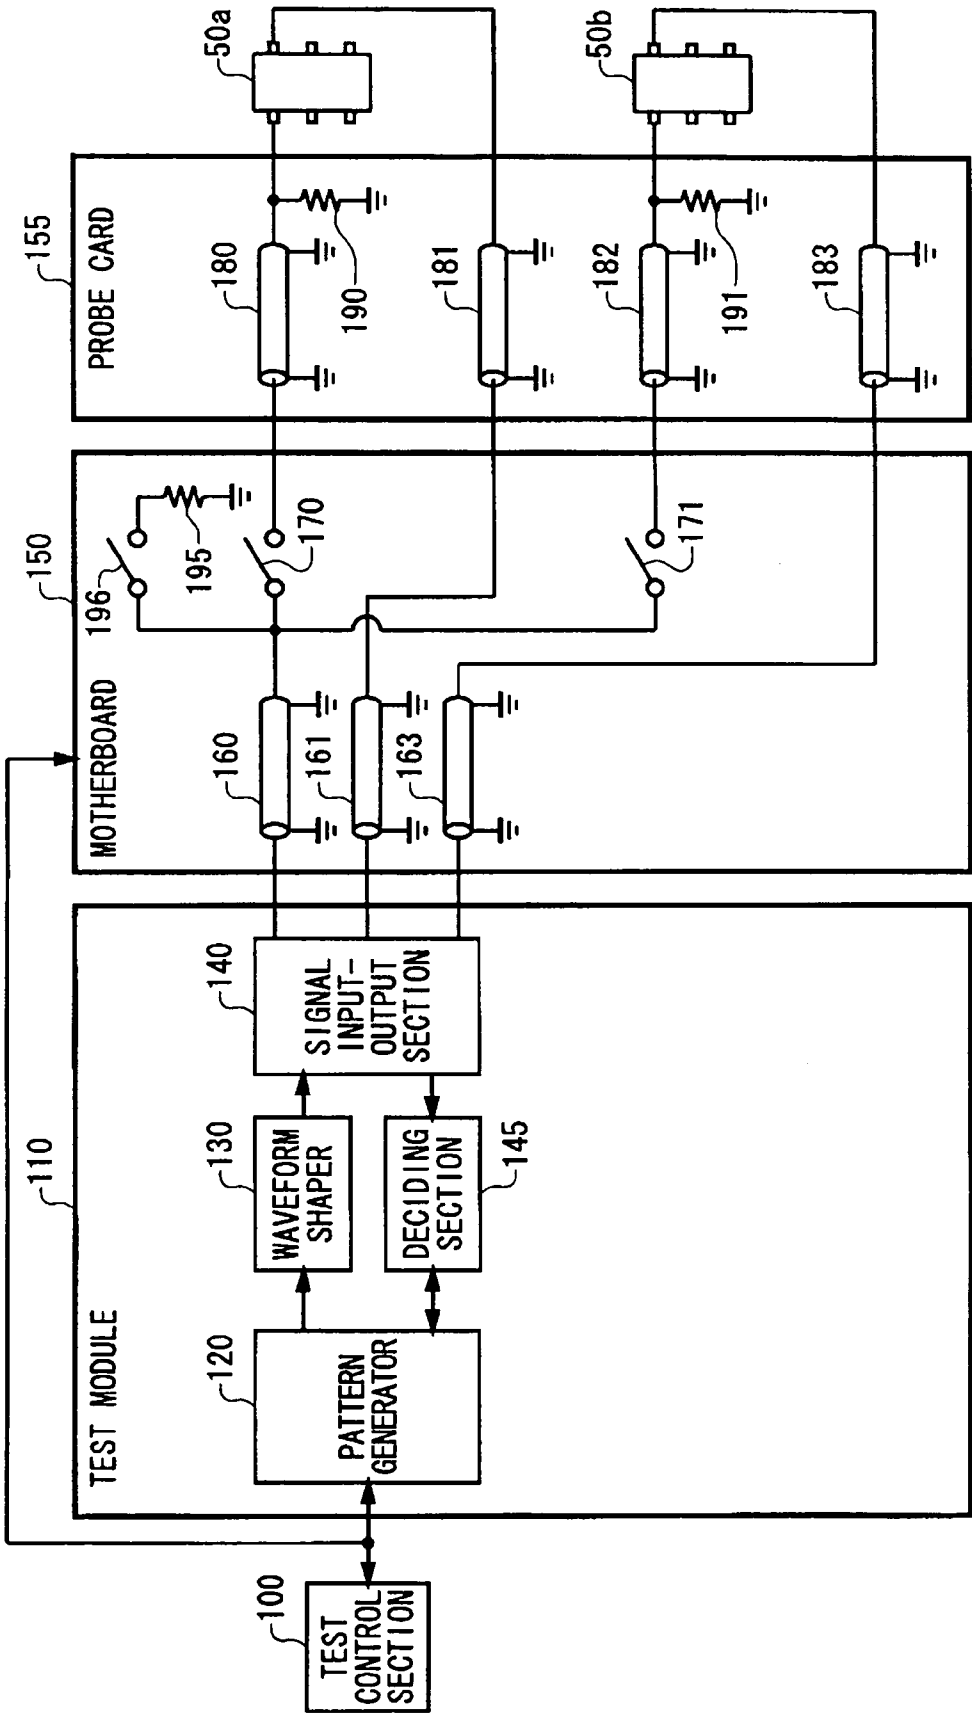 100
TEST
CONTROL
SECTION
110
TEST MODULE
120
PATTERN
GENERATOR
130
WAVEFORM
SHAPER
DECIDING
SECTION
145
140
SIGNAL
INPUT-
OUTPUT
SECTION
150
MOTHERBOARD
160
161
163
196
195
170
171
155
PROBE CARD
180
190
181
182
191
183
50a
50b